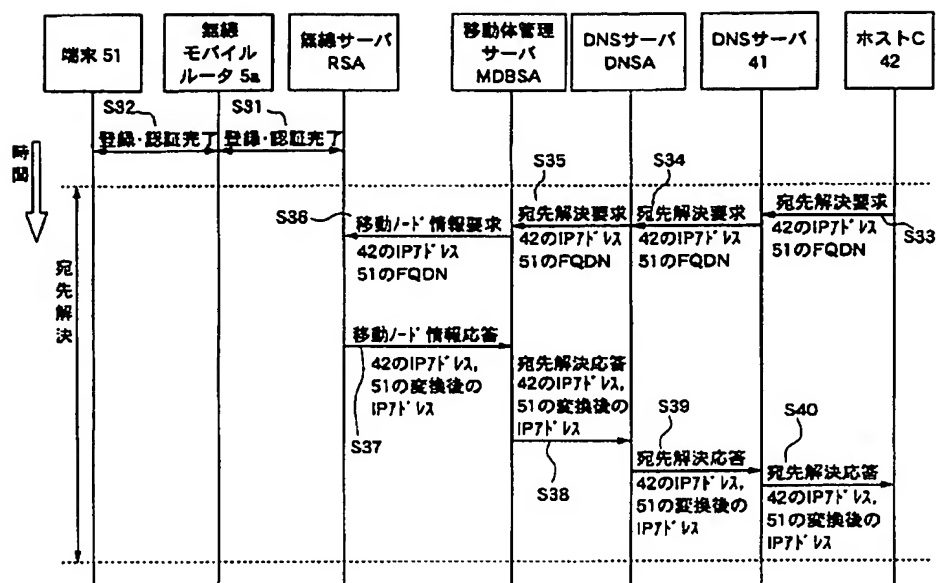 端末 51
無線
モバイル
ルータ 5a
無線サーバ
RSA
移動体管理
サーバ
MDBSA
DNSサーバ
DNSA
DNSサーバ
41
ホストC
42
S32
登録・認証完了
S31
登録・認証完了
時間
宛先解決
S33
宛先解決要求
42のIPアドレス
51のFQDN
S34
宛先解決要求
42のIPアドレス
51のFQDN
S35
宛先解決要求
42のIPアドレス
51のFQDN
S36
移動ノード情報要求
42のIPアドレス
51のFQDN
移動ノード情報応答
42のIPアドレス,
51の変換後の
IPアドレス
S37
宛先解決応答
42のIPアドレス,
51の変換後の
IPアドレス
S38
S39
宛先解決応答
42のIPアドレス,
51の変換後の
IPアドレス
S40
宛先解決応答
42のIPアドレス,
51の変換後の
IPアドレス